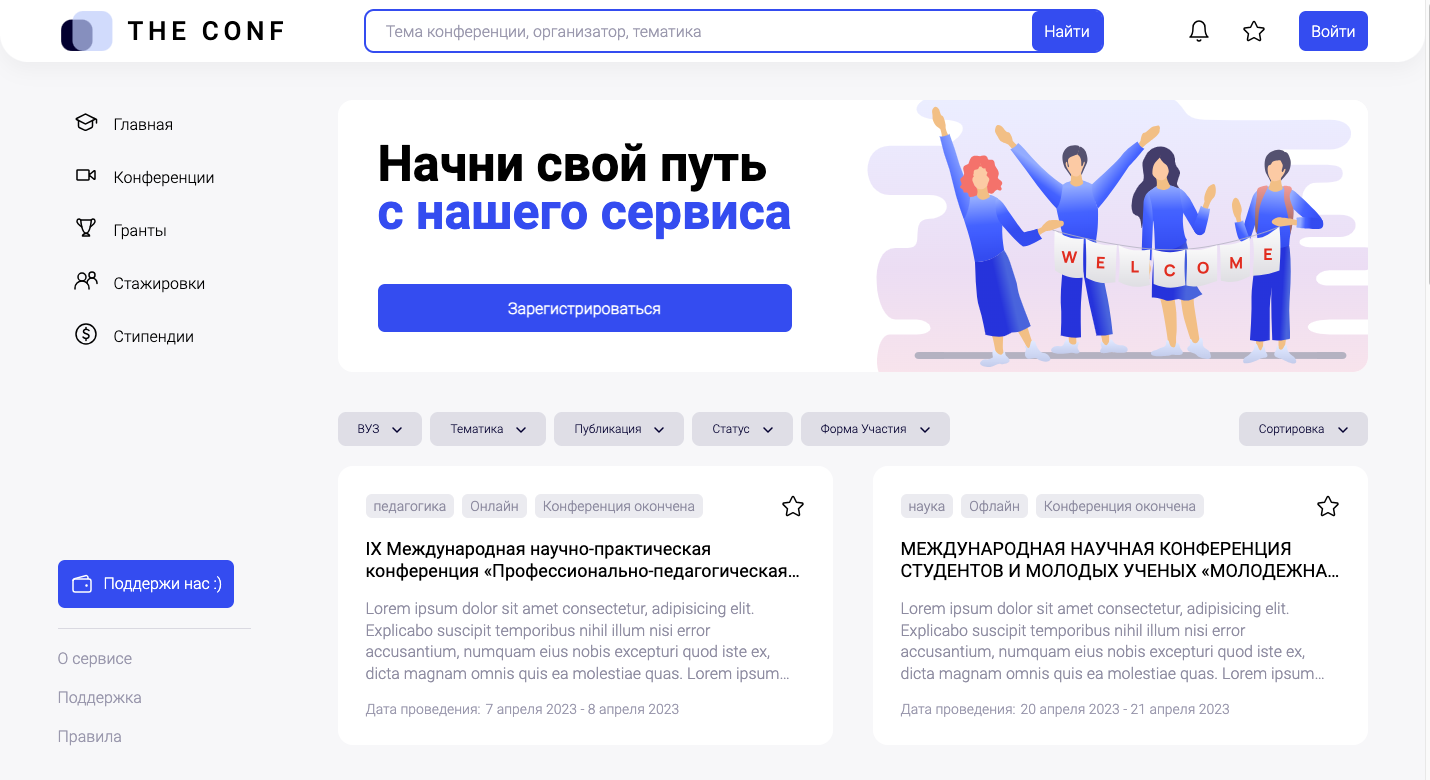 THE CONF
Тема конференции, организатор, тематика
Найти
Войти
Главная
Конференции
Гранты
Стажировки
Стипендии
Начни свой путь
с нашего сервиса
Зарегистрироваться
WELCOME
ВУЗ
Тематика
Публикация
Статус
Форма Участия
Сортировка
педагогика
Онлайн
Конференция окончена
IX Международная научно-практическая
конференция «Профессионально-педагогическая...
Lorem ipsum dolor sit amet consectetur, adipisicing elit.
Explicabo suscipit temporibus nihil illum nisi error
accusantium, numquam eius nobis excepturi quod iste ex,
dicta magnam omnis quis ea molestiae quas. Lorem ipsum...
Дата проведения: 7 апреля 2023 - 8 апреля 2023
наука
Офлайн
Конференция окончена
МЕЖДУНАРОДНАЯ НАУЧНАЯ КОНФЕРЕНЦИЯ
СТУДЕНТОВ И МОЛОДЫХ УЧЕНЫХ «МОЛОДЕЖНА...
Lorem ipsum dolor sit amet consectetur, adipisicing elit.
Explicabo suscipit temporibus nihil illum nisi error
accusantium, numquam eius nobis excepturi quod iste ex,
dicta magnam omnis quis ea molestiae quas. Lorem ipsum...
Дата проведения: 20 апреля 2023 - 21 апреля 2023
Поддержи нас :)
О сервисе
Поддержка
Правила